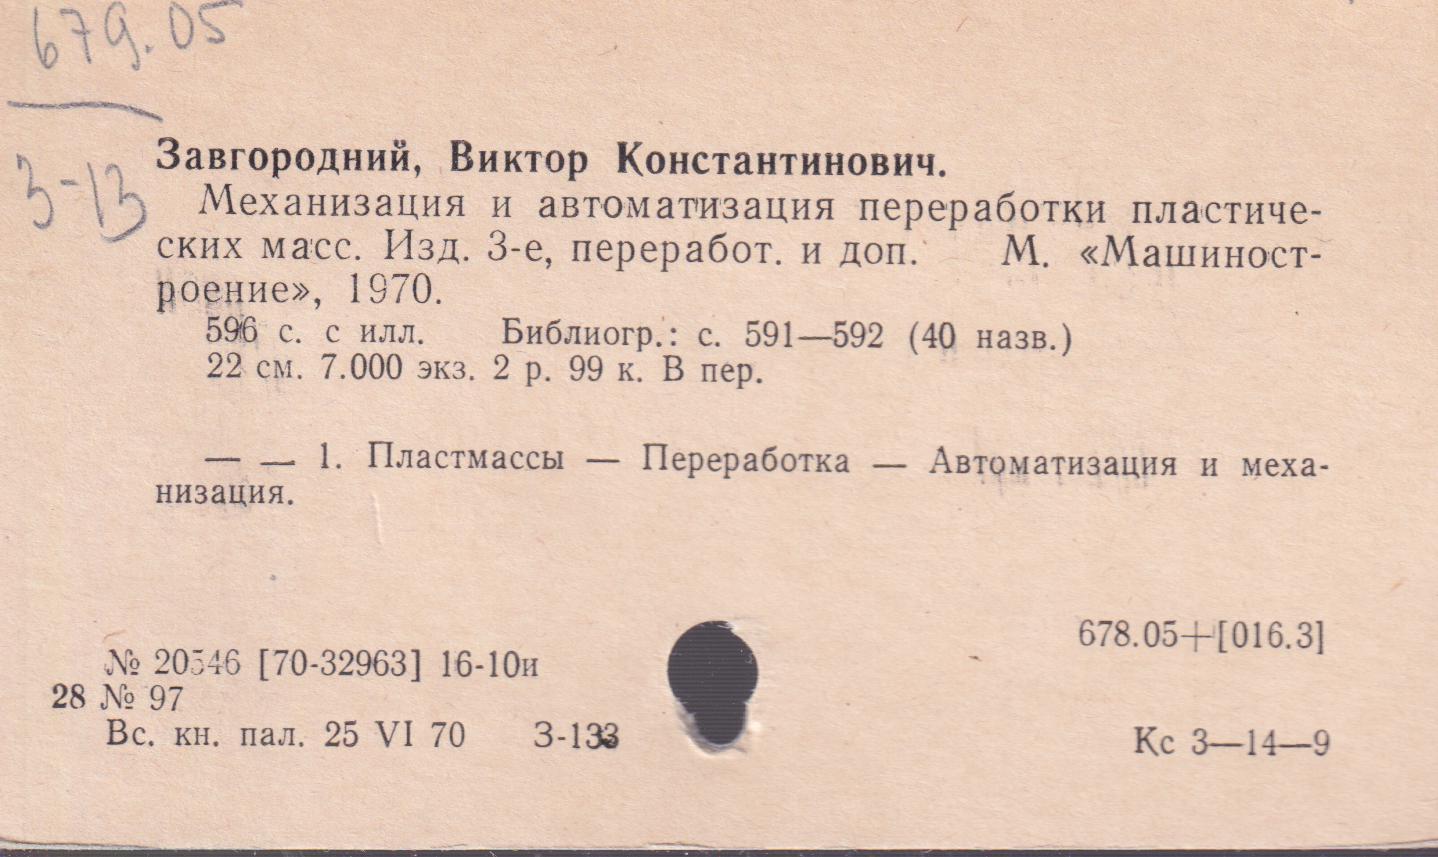 679.05
З-13
Завгородний, Виктор Константинович.
Механизация и автоматизация переработки пластиче-
ских масс. Изд. 3-е, переработ. и доп. М. «Машиност-
роение», 1970.
596 с. с илл. Библиогр.: с. 591—592 (40 назв.)
22 см. 7.000 экз. 2 р. 99 к. В пер.
— — 1. Пластмассы — Переработка — Автоматизация и меха-
низация.
678.05+[016.3]
№ 20546 [70-32963] 16-10и
28 № 97
Вс. кн. пал. 25 VI 70 З-133
Кс 3—14—9